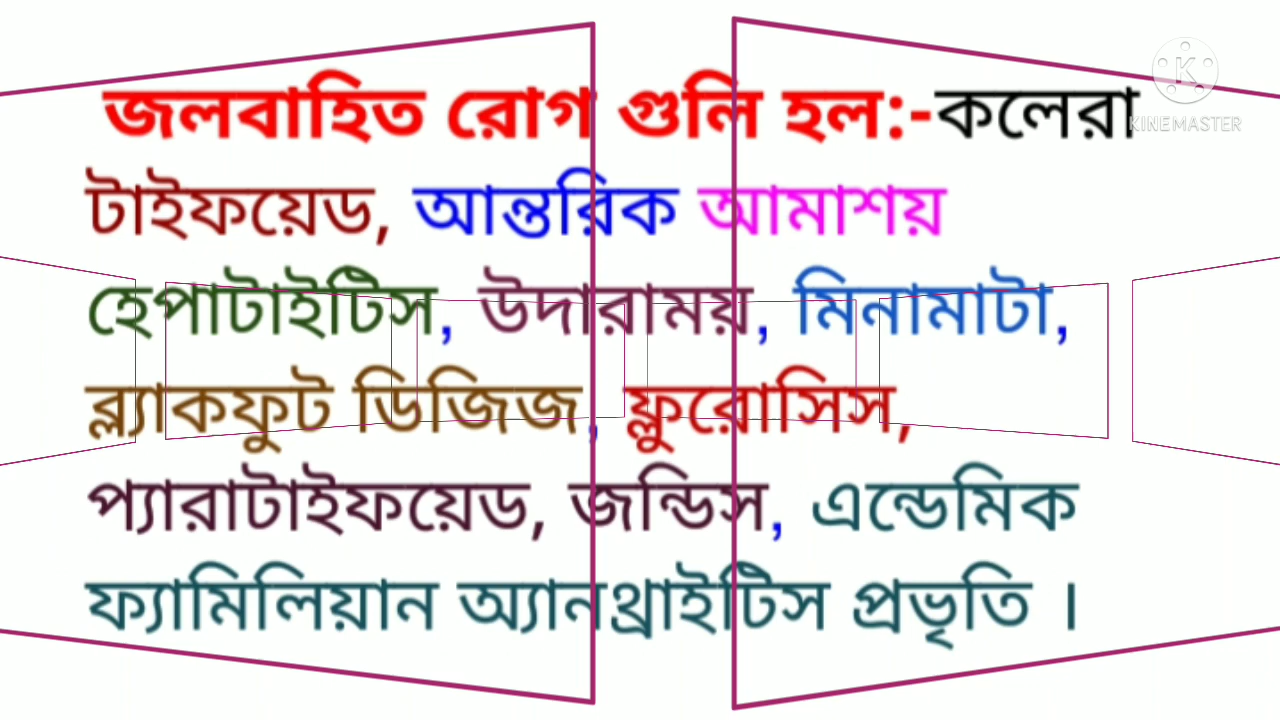 জলবাহিত রোগ গুলি হল:-কলেরা
টাইফয়েড, আন্তরিক আমাশয়
হেপাটাইটিস, উদারাময়, মিনামাটা,
ব্ল্যাকফুট ডিজিজ, ফ্লুরোসিস,
প্যারাটাইফয়েড, জন্ডিস, এন্ডেমিক
ফ্যামিলিয়ান অ্যানথ্রাইটিস প্রভৃতি ।
K
KINEMASTER